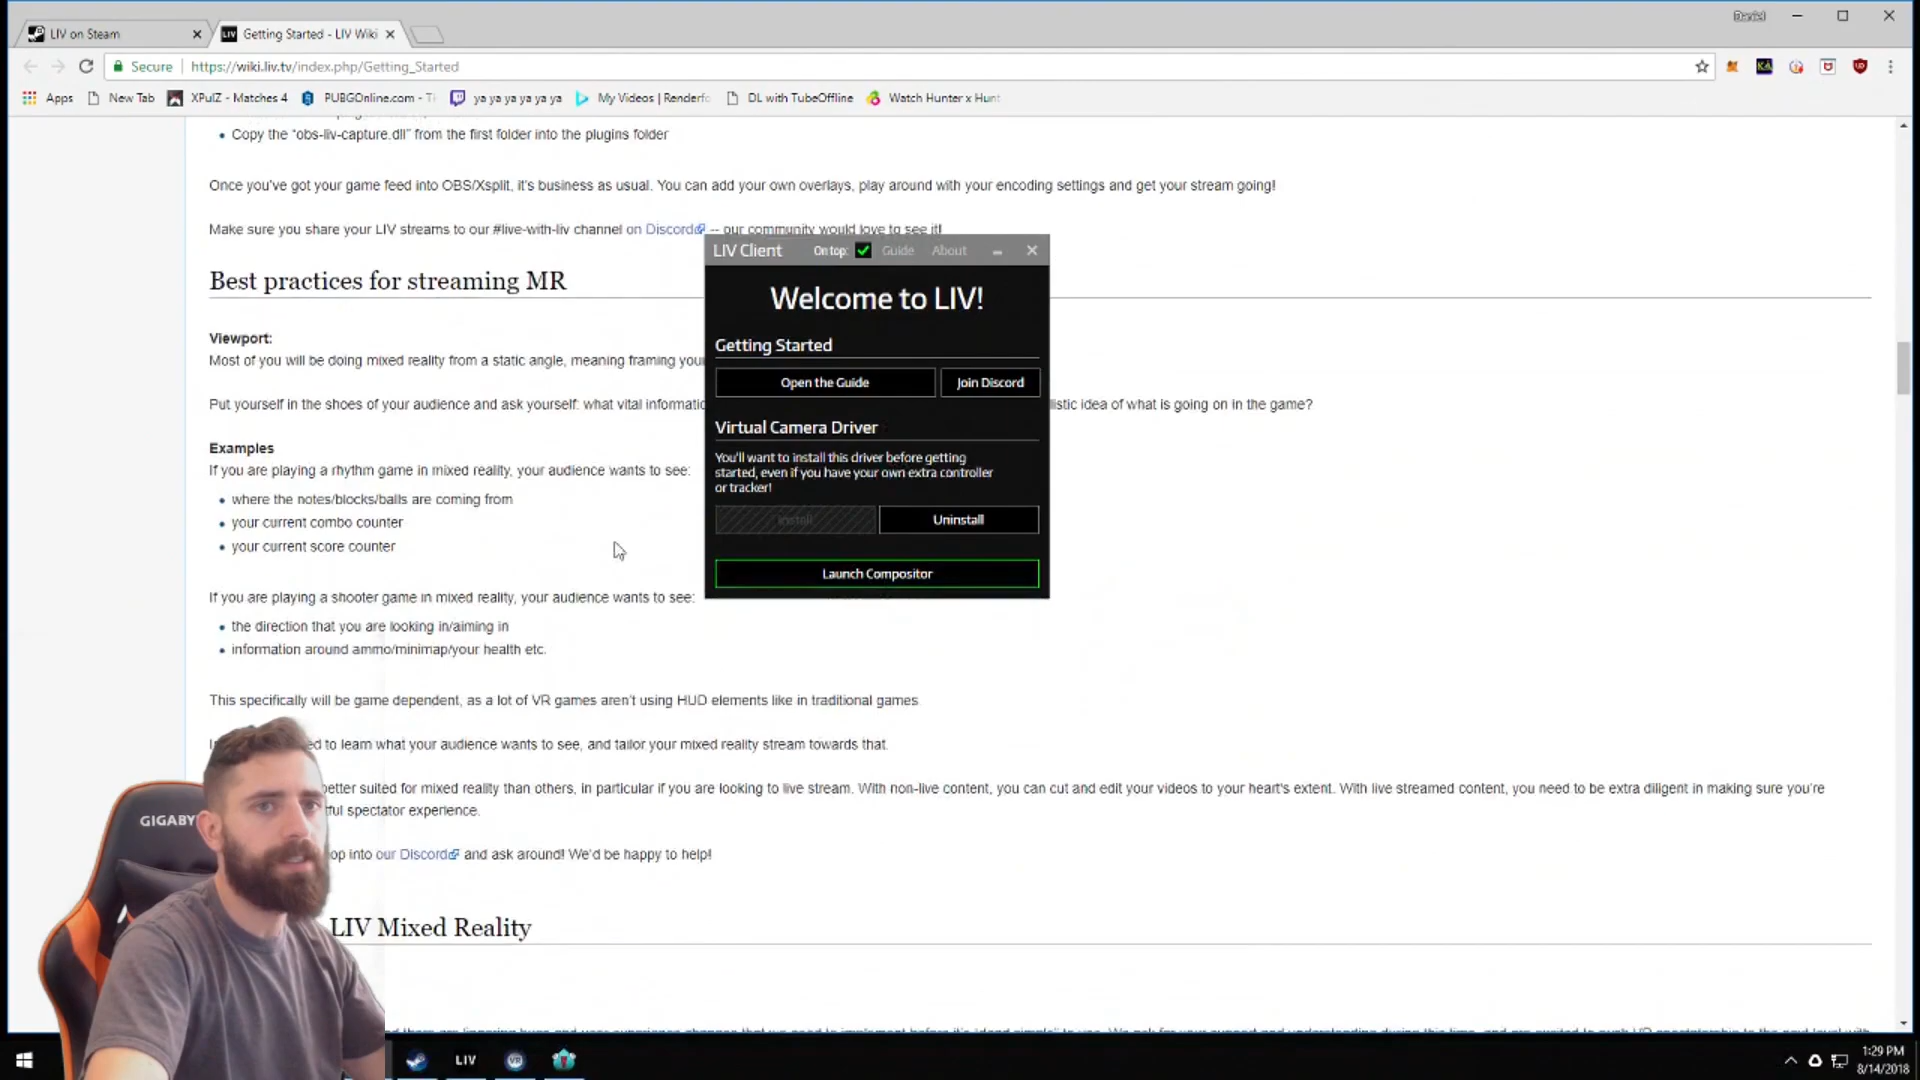 David
LIV on Steam
LIV Getting Started - LIV Wiki
Secure https://wiki.liv.tv/index.php/Getting_Started
Apps New Tab XPulZ - Matches 4 PUBGOnline.com - ya ya ya ya ya ya My Videos | Renderfo DL with TubeOffline Watch Hunter x Hunt
Copy the "obs-liv-capture.dll" from the first folder into the plugins folder
Once you've got your game feed into OBS/Xsplit, it's business as usual. You can add your own overlays, play around with your encoding settings and get your stream going!
Make sure you share your LIV streams to our #live-with-liv channel on Discord -- our community would love to see it!
Best practices for streaming MR
Viewport:
Most of you will be doing mixed reality from a static angle, meaning framing your
Put yourself in the shoes of your audience and ask yourself: what vital informatio
listic idea of what is going on in the game?
Examples
If you are playing a rhythm game in mixed reality, your audience wants to see:
where the notes/blocks/balls are coming from
your current combo counter
your current score counter
If you are playing a shooter game in mixed reality, your audience wants to see:
the direction that you are looking in/aiming in
information around ammo/minimap/your health etc.
This specifically will be game dependent, as a lot of VR games aren't using HUD elements like in traditional games
ed to learn what your audience wants to see, and tailor your mixed reality stream towards that.
etter suited for mixed reality than others, in particular if you are looking to live stream. With non-live content, you can cut and edit your videos to your heart's extent. With live streamed content, you need to be extra diligent in making sure you're
tful spectator experience.
op into our Discord and ask around! We'd be happy to help!
LIV Mixed Reality
LIV Client On top: Guide About
Welcome to LIV!
Getting Started
Open the Guide Join Discord
Virtual Camera Driver
You'll want to install this driver before getting
started, even if you have your own extra controller
or tracker!
Install Uninstall
Launch Compositor
GIGABY
LIV VR
1:29 PM
8/14/2018